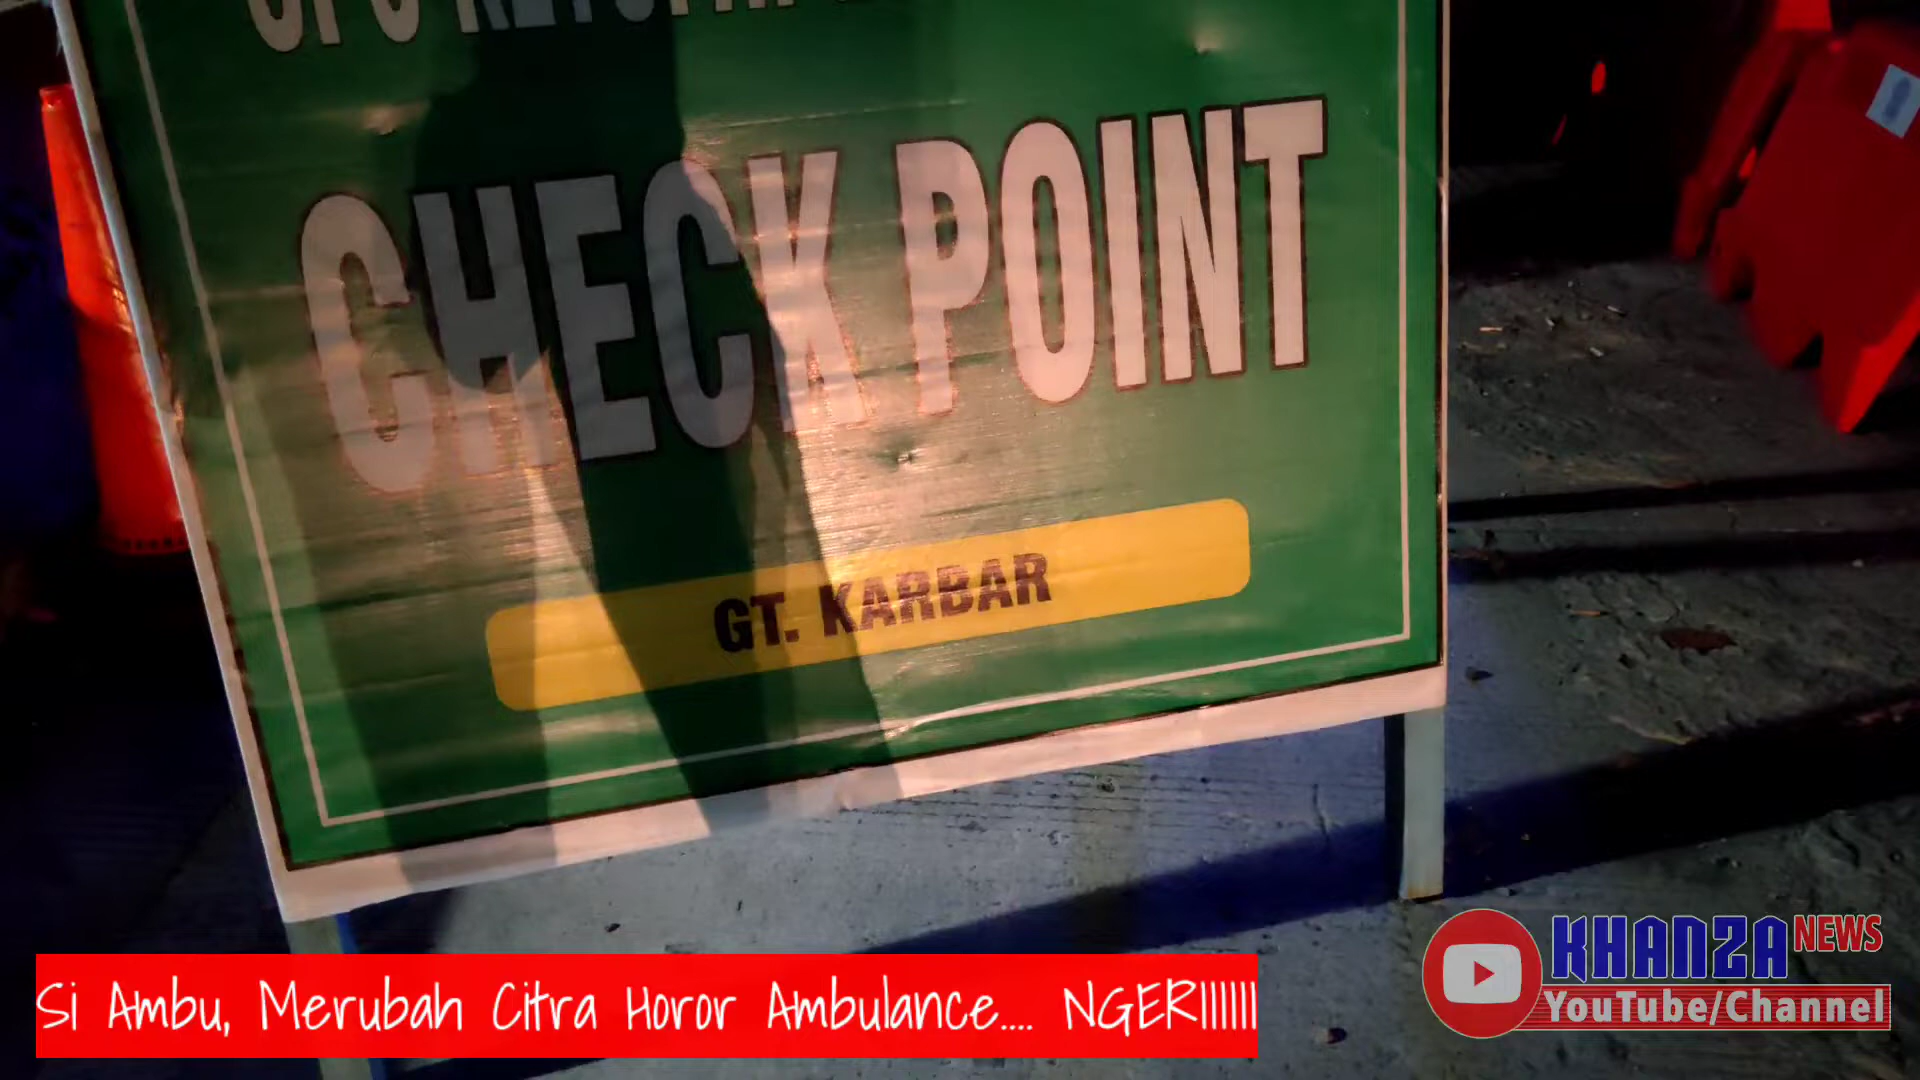 CHECK POINT
GT. KARBAR
Si Ambu, Merubah Citra Horor Ambulance.... NGERIIIIII
KHANZA NEWS
YouTube/Channel